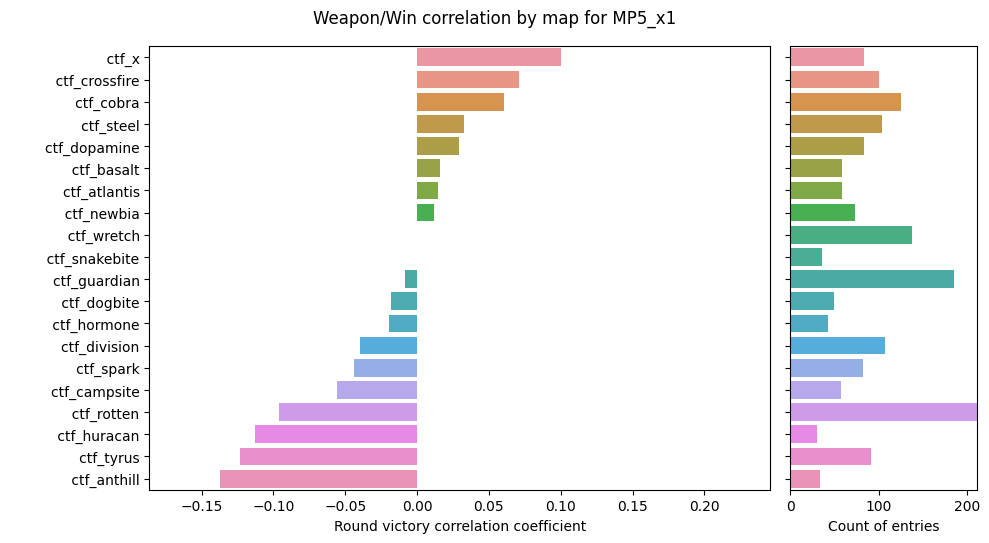 Weapon/Win correlation by map for MP5_x1
ctf_x
ctf_crossfire
ctf_cobra
ctf_steel
ctf_dopamine
ctf_basalt
ctf_atlantis
ctf_newbia
ctf_wretch
ctf_snakebite
ctf_guardian
ctf_dogbite
ctf_hormone
ctf_division
ctf_spark
ctf_campsite
ctf_rotten
ctf_huracan
ctf_tyrus
ctf_anthill
−0.15 −0.10 −0.05 0.00 0.05 0.10 0.15 0.20
Round victory correlation coefficient
0 100 200
Count of entries